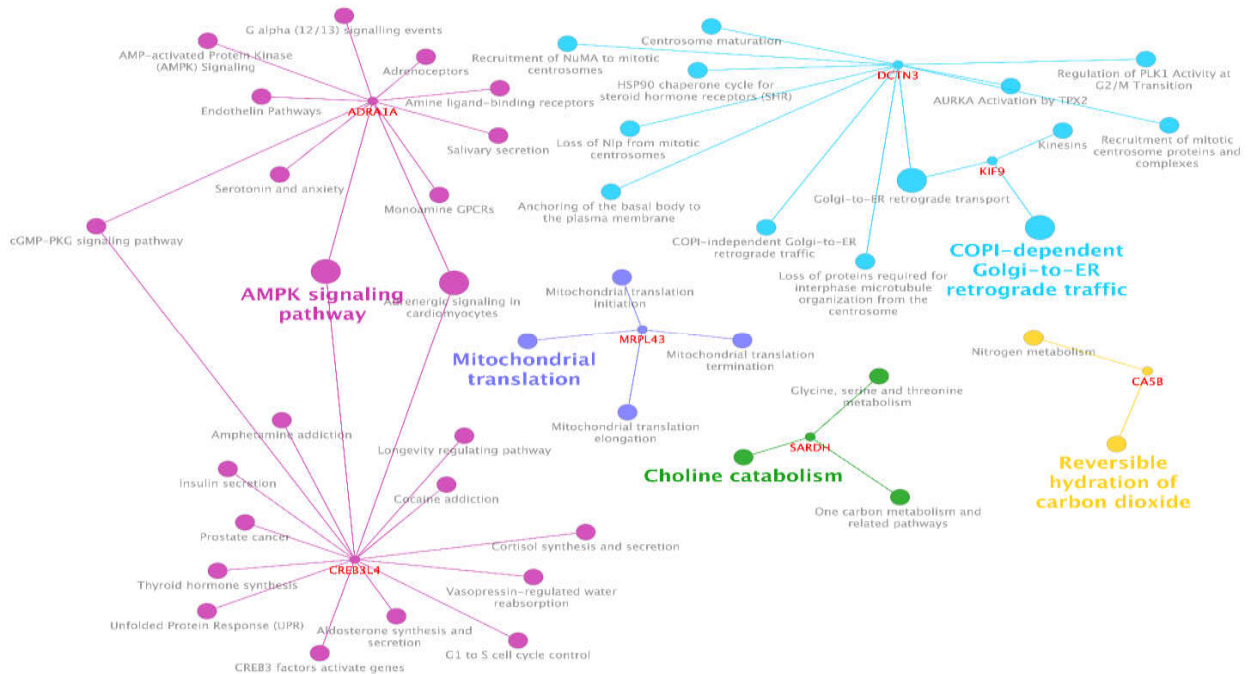 G alpha (12/13) signalling events
AMP-activated Protein Kinase
(AMPK) Signaling
Adrenoceptors
Endothelin Pathways
ADRA1A
Amine ligand-binding receptors
Salivary secretion
Serotonin and anxiety
Monoamine GPCRs
cGMP-PKG signaling pathway
AMPK signaling
pathway
Adrenergic signaling in
cardiomyocytes
Centrosome maturation
Recruitment of NuMA to mitotic
centrosomes
HSP90 chaperone cycle for
steroid hormone receptors (SHR)
DCTN3
Regulation of PLK1 Activity at
G2/M Transition
AURKA Activation by TPX2
Loss of Nlp from mitotic
centrosomes
Kinesins
Recruitment of mitotic
centrosome proteins and
complexes
KIF9
Anchoring of the basal body to
the plasma membrane
Golgi-to-ER retrograde transport
COPI-independent Golgi-to-ER
retrograde traffic
COPI-dependent
Golgi-to-ER
retrograde traffic
Loss of proteins required for
interphase microtubule
organization from the
centrosome
Mitochondrial translation
initiation
MRPL43
Mitochondrial
translation
Mitochondrial translation
termination
Mitochondrial translation
elongation
Nitrogen metabolism
CA5B
Reversible
hydration of
carbon dioxide
Glycine, serine and threonine
metabolism
SARDH
Choline catabolism
One carbon metabolism and
related pathways
Amphetamine addiction
Longevity regulating pathway
Insulin secretion
Cocaine addiction
Prostate cancer
Cortisol synthesis and secretion
CREB3L4
Thyroid hormone synthesis
Vasopressin-regulated water
reabsorption
Unfolded Protein Response (UPR)
Aldosterone synthesis and
secretion
G1 to S cell cycle control
CREB3 factors activate genes